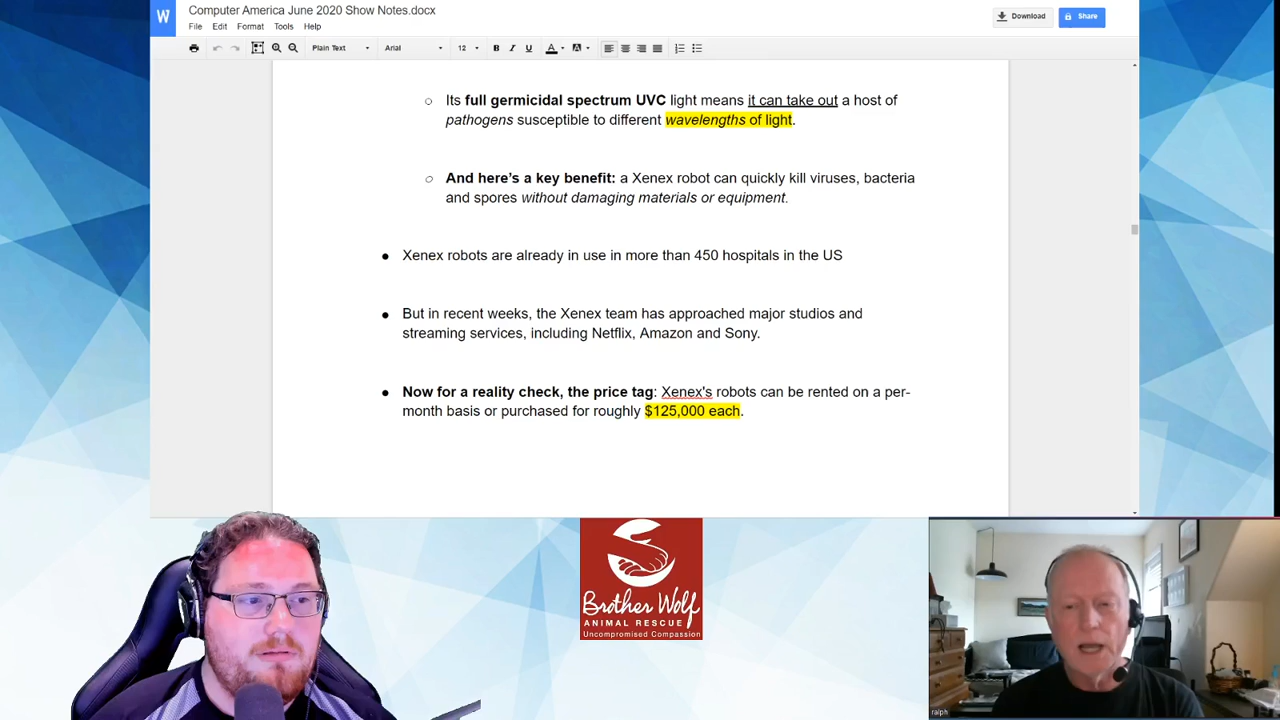 Computer America June 2020 Show Notes.docx
File Edit Format Tools Help
Download
Share
Plain Text Arial 12 B I U A A
Its full germicidal spectrum UVC light means it can take out a host of
pathogens susceptible to different wavelengths of light.
And here's a key benefit: a Xenex robot can quickly kill viruses, bacteria
and spores without damaging materials or equipment.
Xenex robots are already in use in more than 450 hospitals in the US
But in recent weeks, the Xenex team has approached major studios and
streaming services, including Netflix, Amazon and Sony.
Now for a reality check, the price tag: Xenex's robots can be rented on a per-
month basis or purchased for roughly $125,000 each.
Brother Wolf
ANIMAL RESCUE
Uncompromised Compassion
ralph